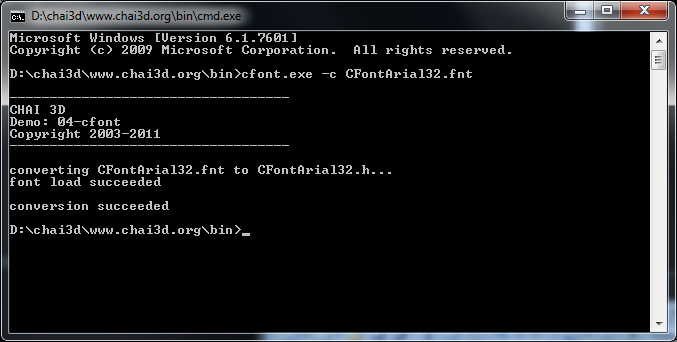 D:\chai3d\www.chai3d.org\bin\cmd.exe
Microsoft Windows [Version 6.1.7601]
Copyright (c) 2009 Microsoft Corporation.  All rights reserved.
D:\chai3d\www.chai3d.org\bin>cfont.exe -c CFontArial32.fnt
-----------------------------------
CHAI 3D
Demo: 04-cfont
Copyright 2003-2011
-----------------------------------
converting CFontArial32.fnt to CFontArial32.h...
font load succeeded
conversion succeeded
D:\chai3d\www.chai3d.org\bin>_